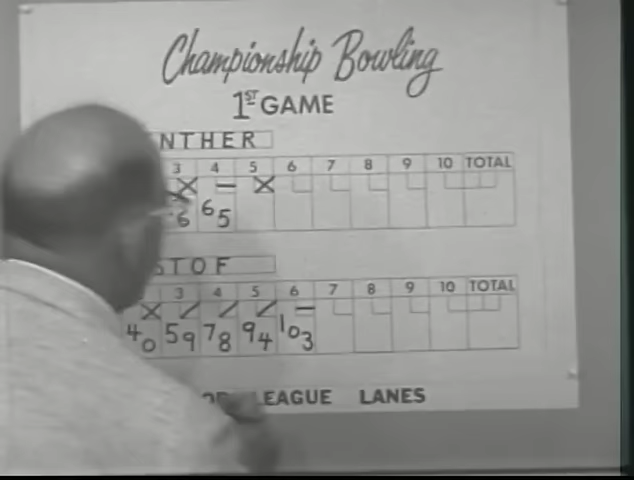 Championship Bowling
1ST GAME
NTHER
3 4 5 6 7 8 9 10 TOTAL
X – X
6 65
STOF
3 4 5 6 7 8 9 10 TOTAL
X / / / –
40 59 78 94 103
LEAGUE LANES